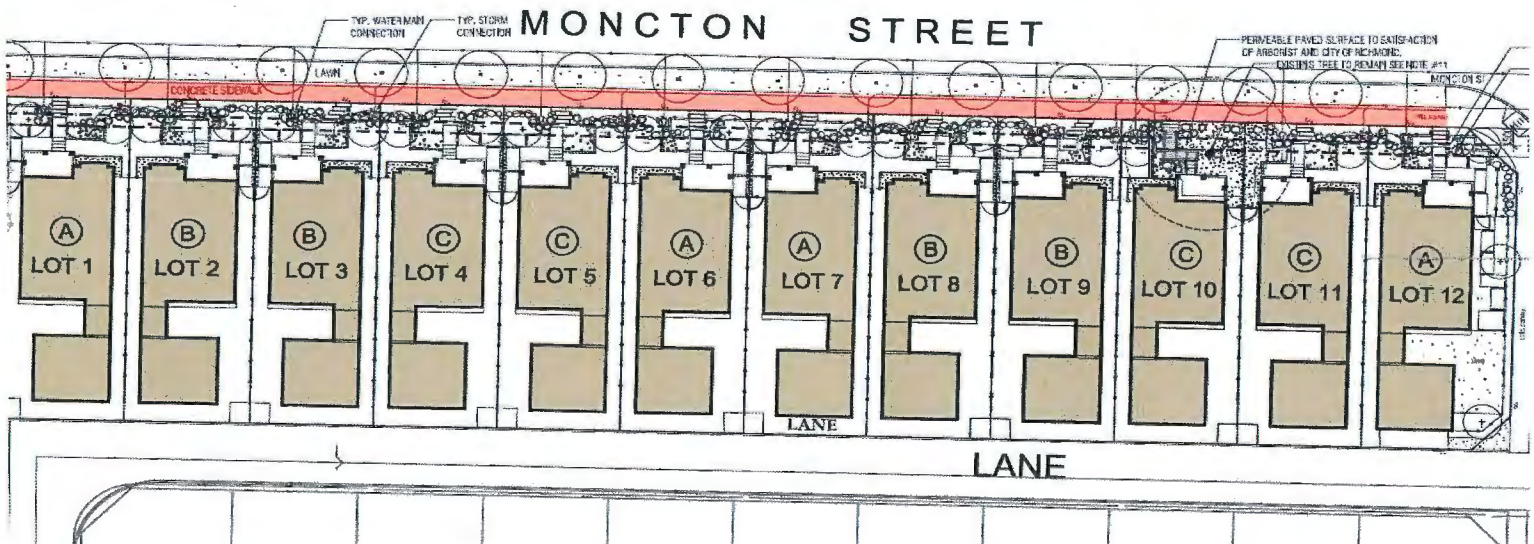 MONCTON STREET
TYP. WATER MAIN
CONNECTION
TYP. STORM
CONNECTION
PERMEABLE PAVED SURFACE TO SATISFACTION
OF ARBORIST AND CITY OF RICHMOND.
EXISTING TREE TO REMAIN SEE NOTE #11
MONCTON ST
LAWN
CONCRETE SIDEWALK
A
LOT 1
B
LOT 2
B
LOT 3
C
LOT 4
C
LOT 5
A
LOT 6
A
LOT 7
B
LOT 8
B
LOT 9
C
LOT 10
C
LOT 11
A
LOT 12
LANE
LANE